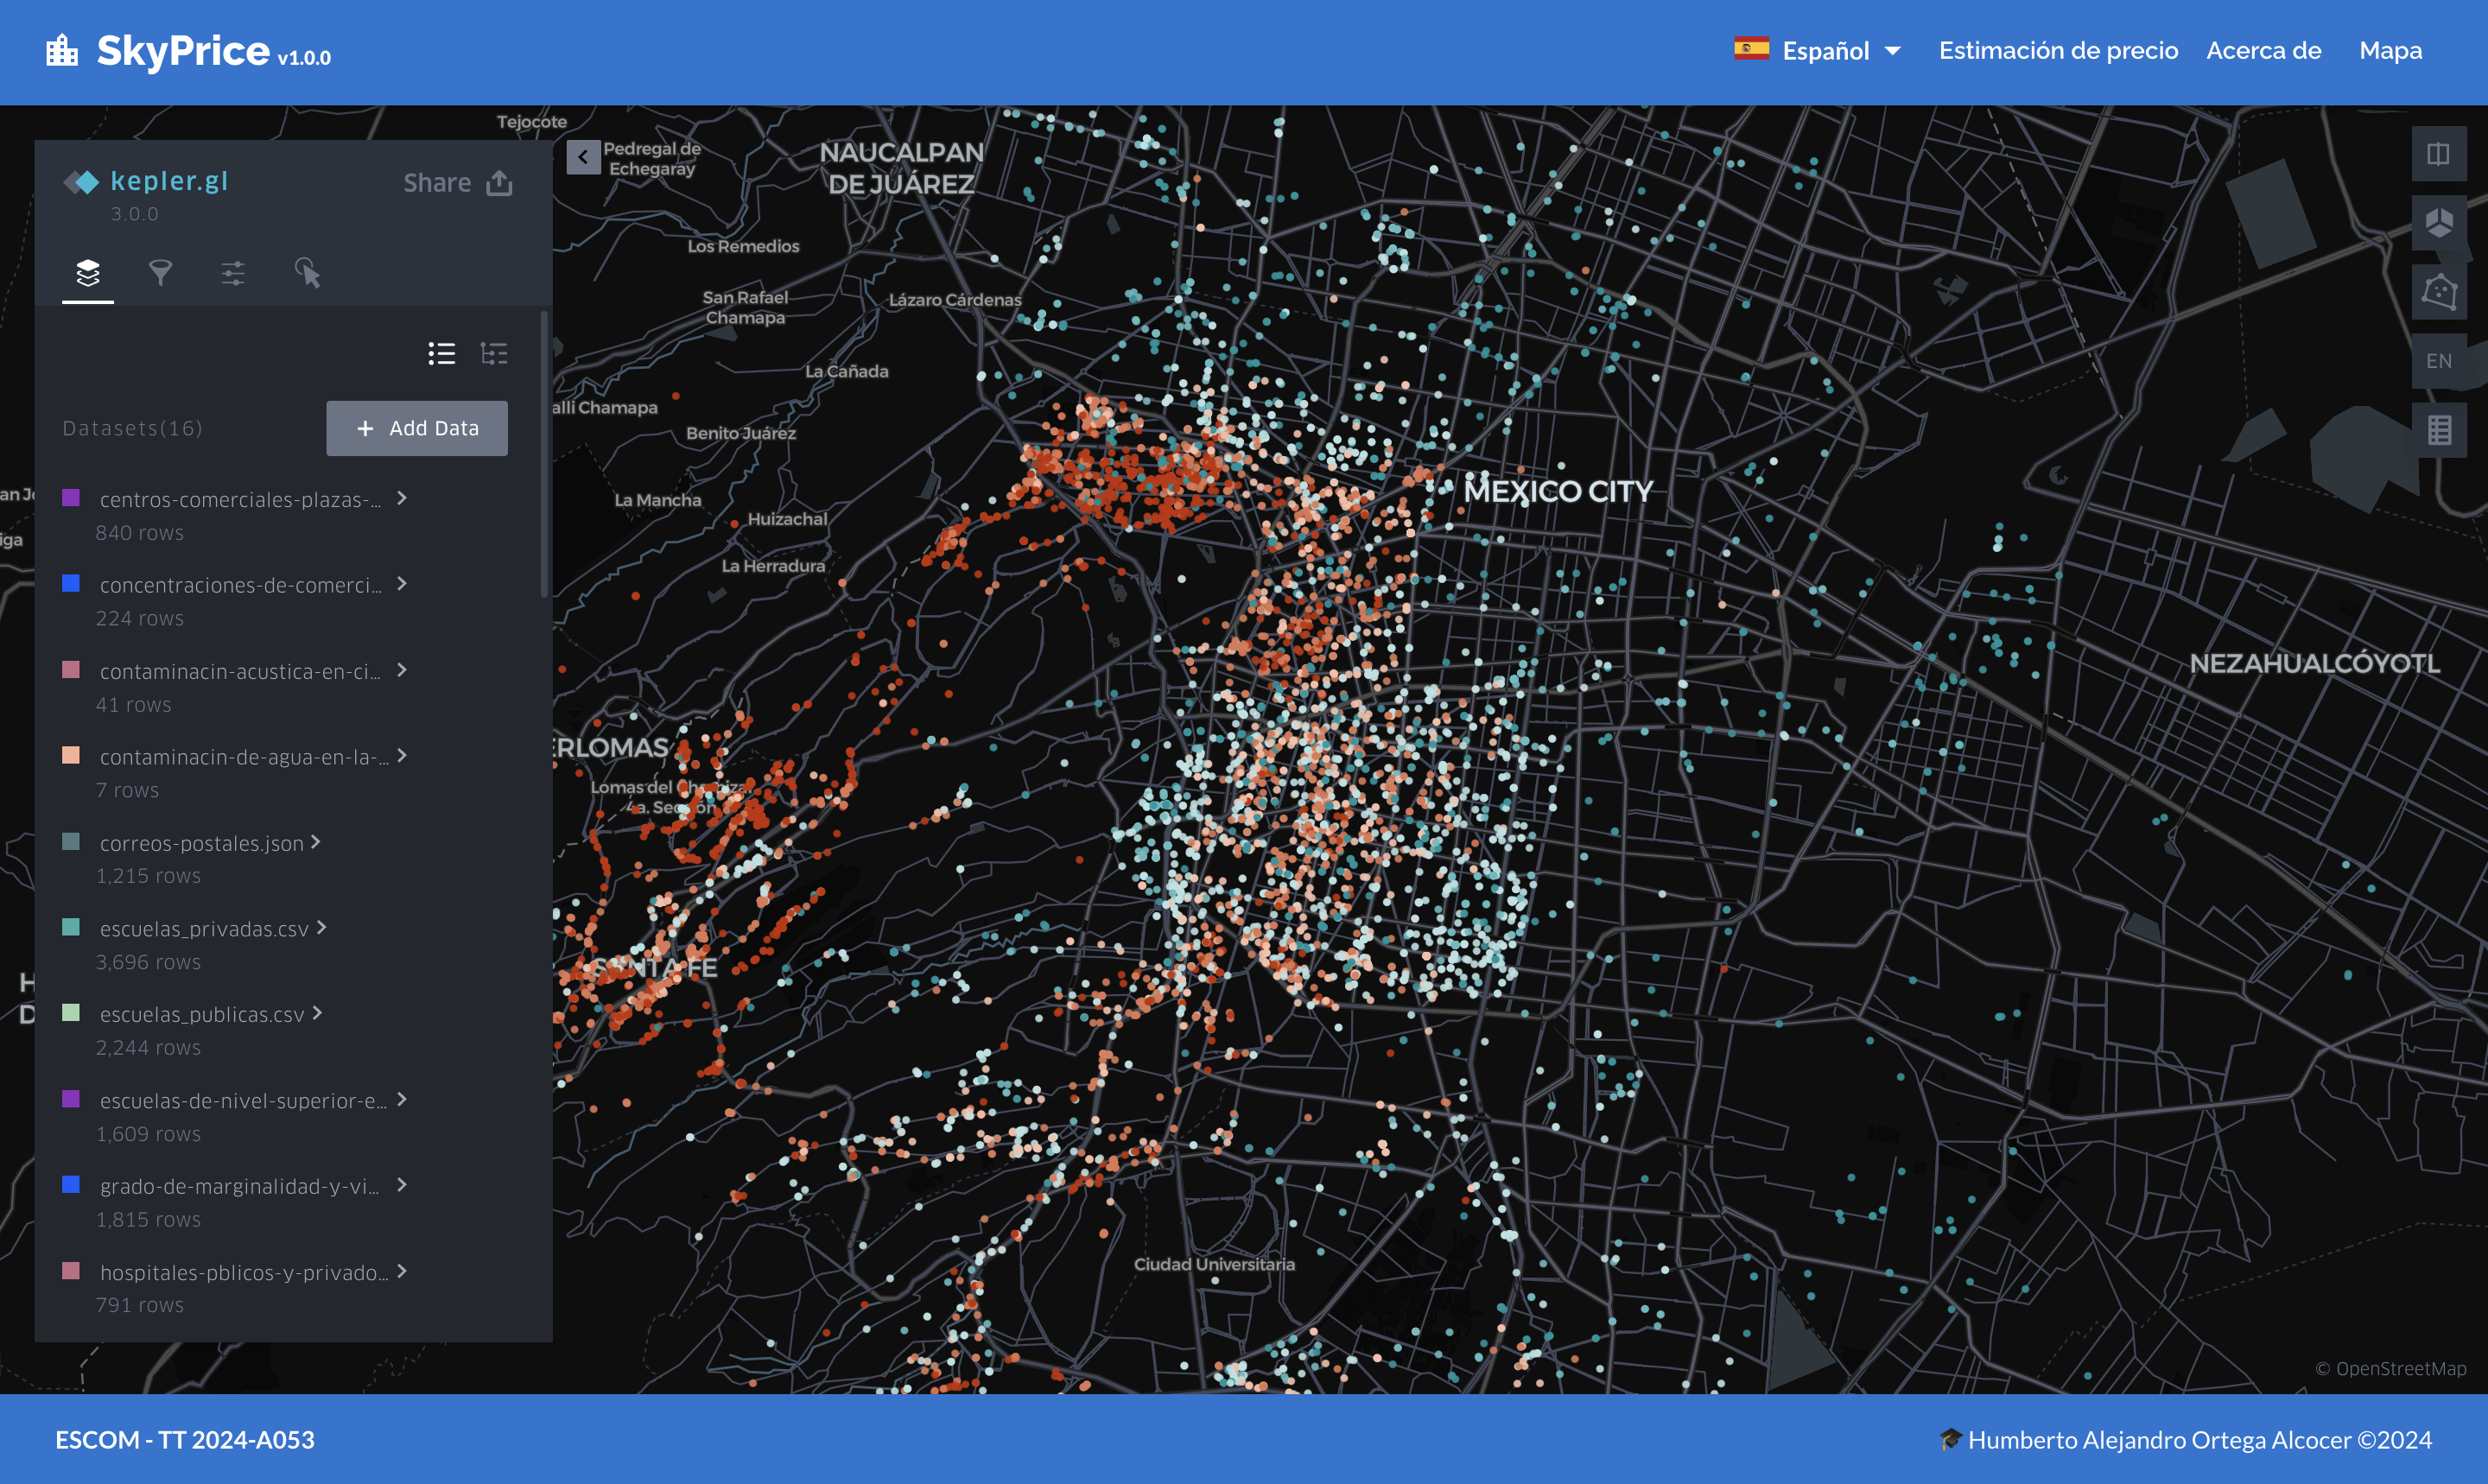 SkyPrice v1.0.0
Español
Estimación de precio
Acerca de
Mapa
kepler.gl
3.0.0
Share
Datasets(16)
+ Add Data
centros-comerciales-plazas-...
840 rows
concentraciones-de-comerci...
224 rows
contaminacin-acustica-en-ci...
41 rows
contaminacin-de-agua-en-la-...
7 rows
correos-postales.json
1,215 rows
escuelas_privadas.csv
3,696 rows
escuelas_publicas.csv
2,244 rows
escuelas-de-nivel-superior-e...
1,609 rows
grado-de-marginalidad-y-vi...
1,815 rows
hospitales-pblicos-y-privado...
791 rows
Tejocote
Pedregal de
Echegaray
NAUCALPAN
DE JUÁREZ
Los Remedios
San Rafael
Chamapa
Lázaro Cárdenas
La Cañada
alli Chamapa
Benito Juárez
La Mancha
Huizachal
La Herradura
MEXICO CITY
NEZAHUALCÓYOTL
ERLOMAS
Lomas del
4a. Sección
SANTA FE
Ciudad Universitaria
an J
iga
H
D
EN
© OpenStreetMap
ESCOM - TT 2024-A053
Humberto Alejandro Ortega Alcocer ©2024